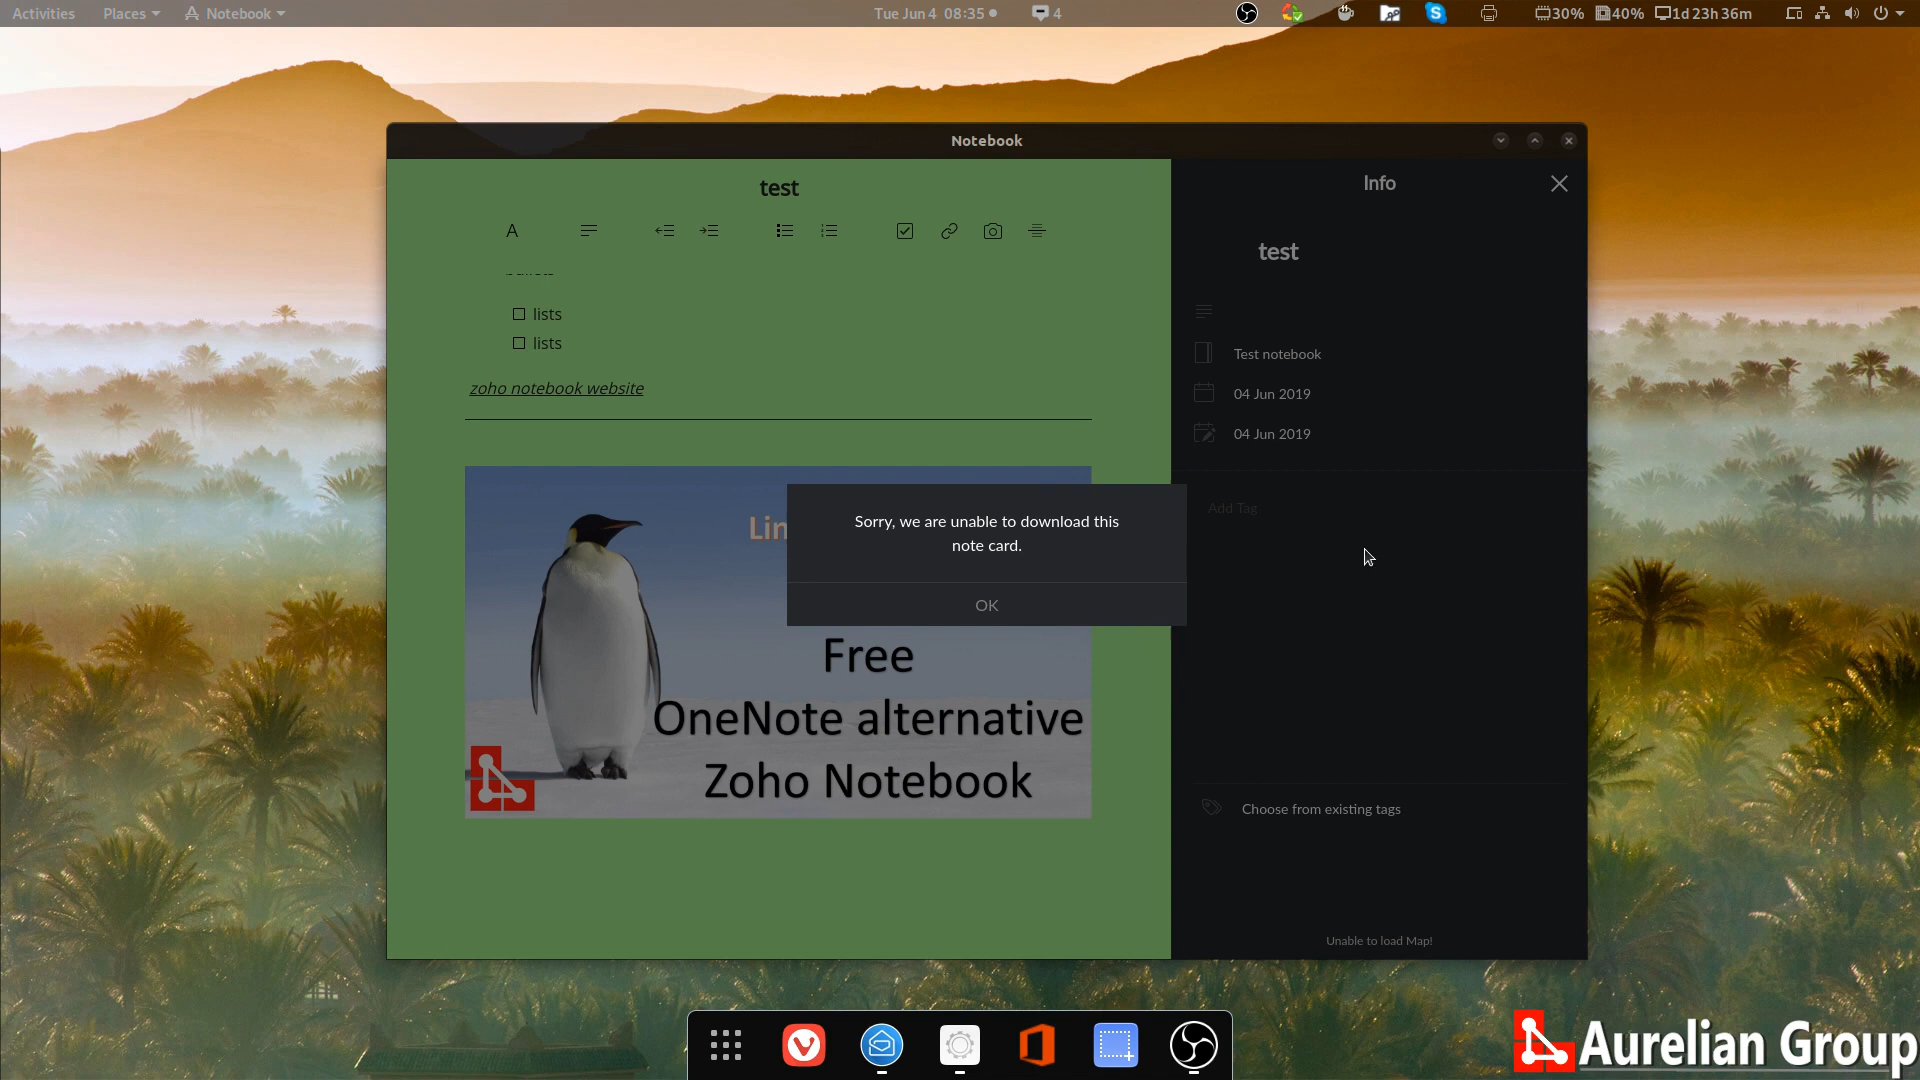 Activities Places Notebook Tue Jun 4 08:35 4 30% 40% 1d 23h 36m
Notebook
test
Info
test
lists
lists
Test notebook
zoho notebook website
04 Jun 2019
04 Jun 2019
Add Tag
Sorry, we are unable to download this
note card.
OK
Free
OneNote alternative
Zoho Notebook
Choose from existing tags
Unable to load Map!
Aurelian Group